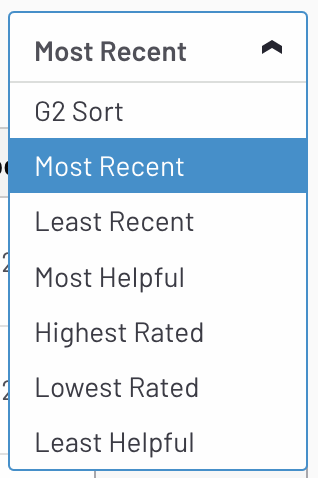 Most Recent
G2 Sort
Most Recent
Least Recent
Most Helpful
Highest Rated
Lowest Rated
Least Helpful